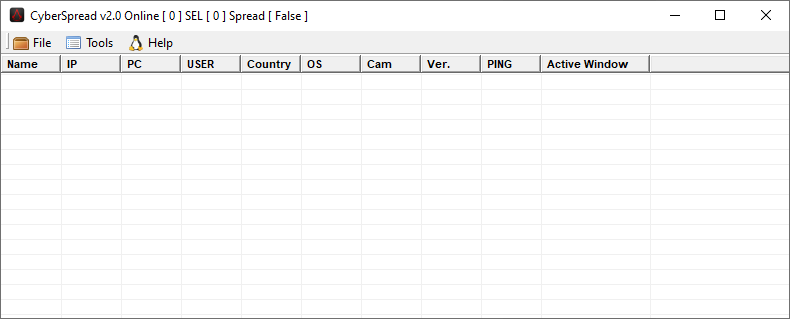 CyberSpread v2.0 Online [ 0 ] SEL [ 0 ] Spread [ False ]
File Tools Help
Name IP PC USER Country OS Cam Ver. PING Active Window